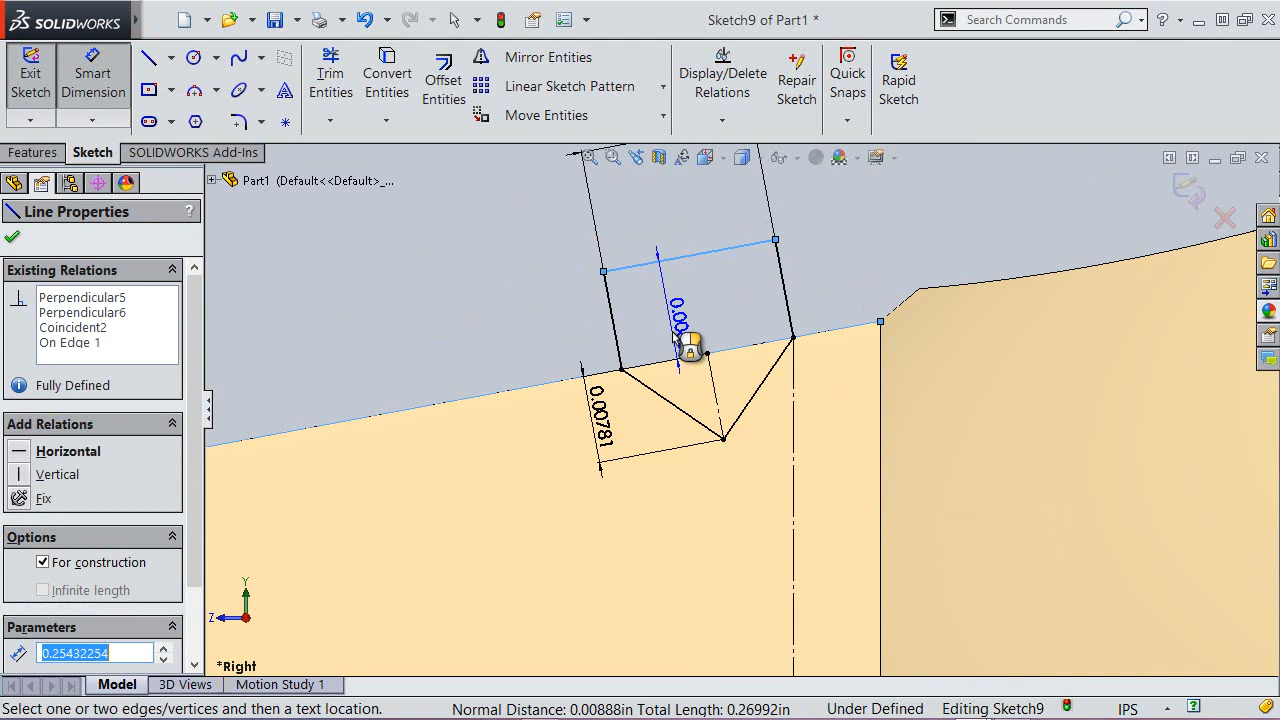 SOLIDWORKS
Sketch9 of Part1 *
Search Commands
?
Exit Sketch
Smart Dimension
Trim Entities
Convert Entities
Offset Entities
Mirror Entities
Linear Sketch Pattern
Move Entities
Display/Delete Relations
Repair Sketch
Quick Snaps
Rapid Sketch
Features
Sketch
SOLIDWORKS Add-Ins
Part1 (Default<<Default>_...
Line Properties
?
Existing Relations
Perpendicular5
Perpendicular6
Coincident2
On Edge 1
Fully Defined
Add Relations
Horizontal
Vertical
Fix
Options
For construction
Infinite length
Parameters
0.25432254
0.00781
Y
Z
*Right
Model
3D Views
Motion Study 1
Select one or two edges/vertices and then a text location.
Normal Distance: 0.00888in Total Length: 0.26992in
Under Defined
Editing Sketch9
IPS
?